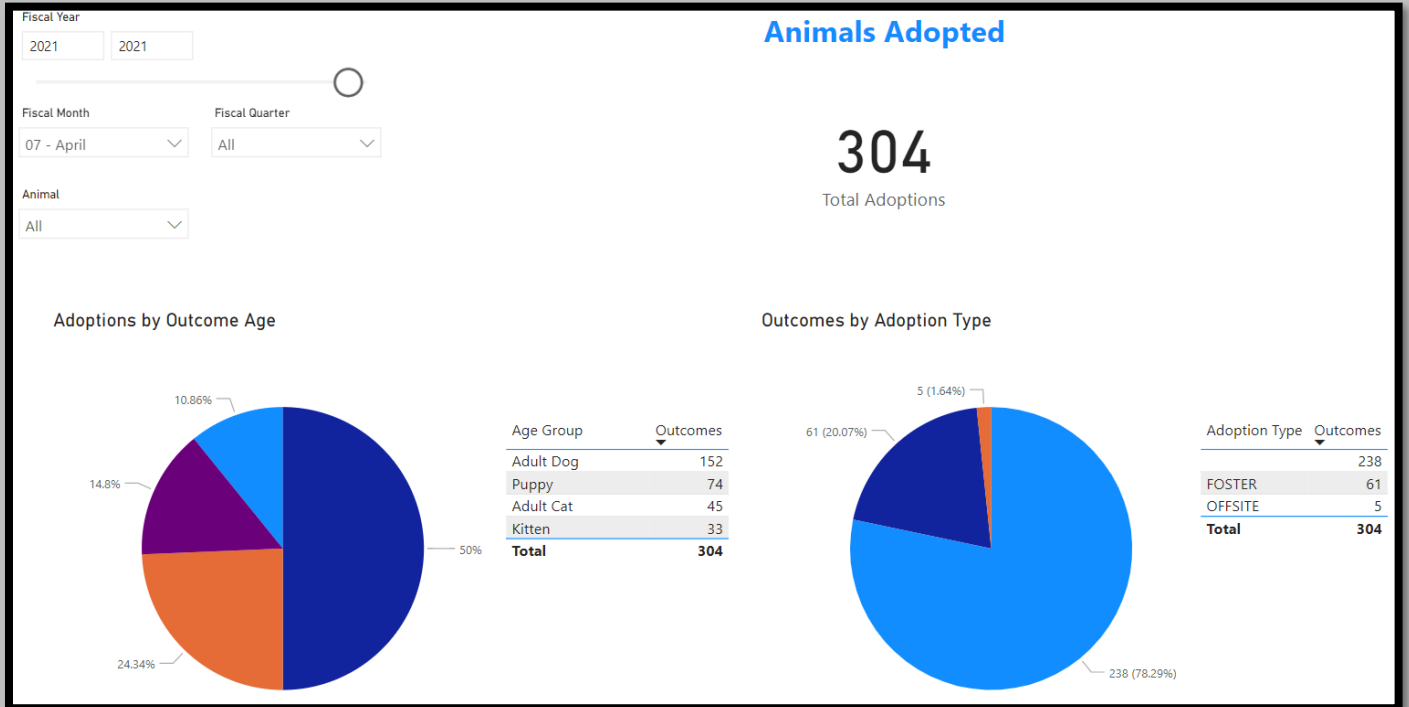 Fiscal Year
2021 2021
Animals Adopted
Fiscal Month Fiscal Quarter
07 - April All
304
Total Adoptions
Animal
All
Adoptions by Outcome Age
10.86%
14.8%
50%
24.34%
Age Group Outcomes
Adult Dog 152
Puppy 74
Adult Cat 45
Kitten 33
Total 304
Outcomes by Adoption Type
5 (1.64%)
61 (20.07%)
238 (78.29%)
Adoption Type Outcomes
238
FOSTER 61
OFFSITE 5
Total 304